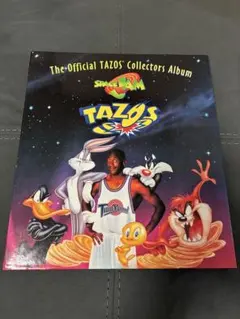 The Official TAZOS Collectors Album
SPACE JAM
TAZOS